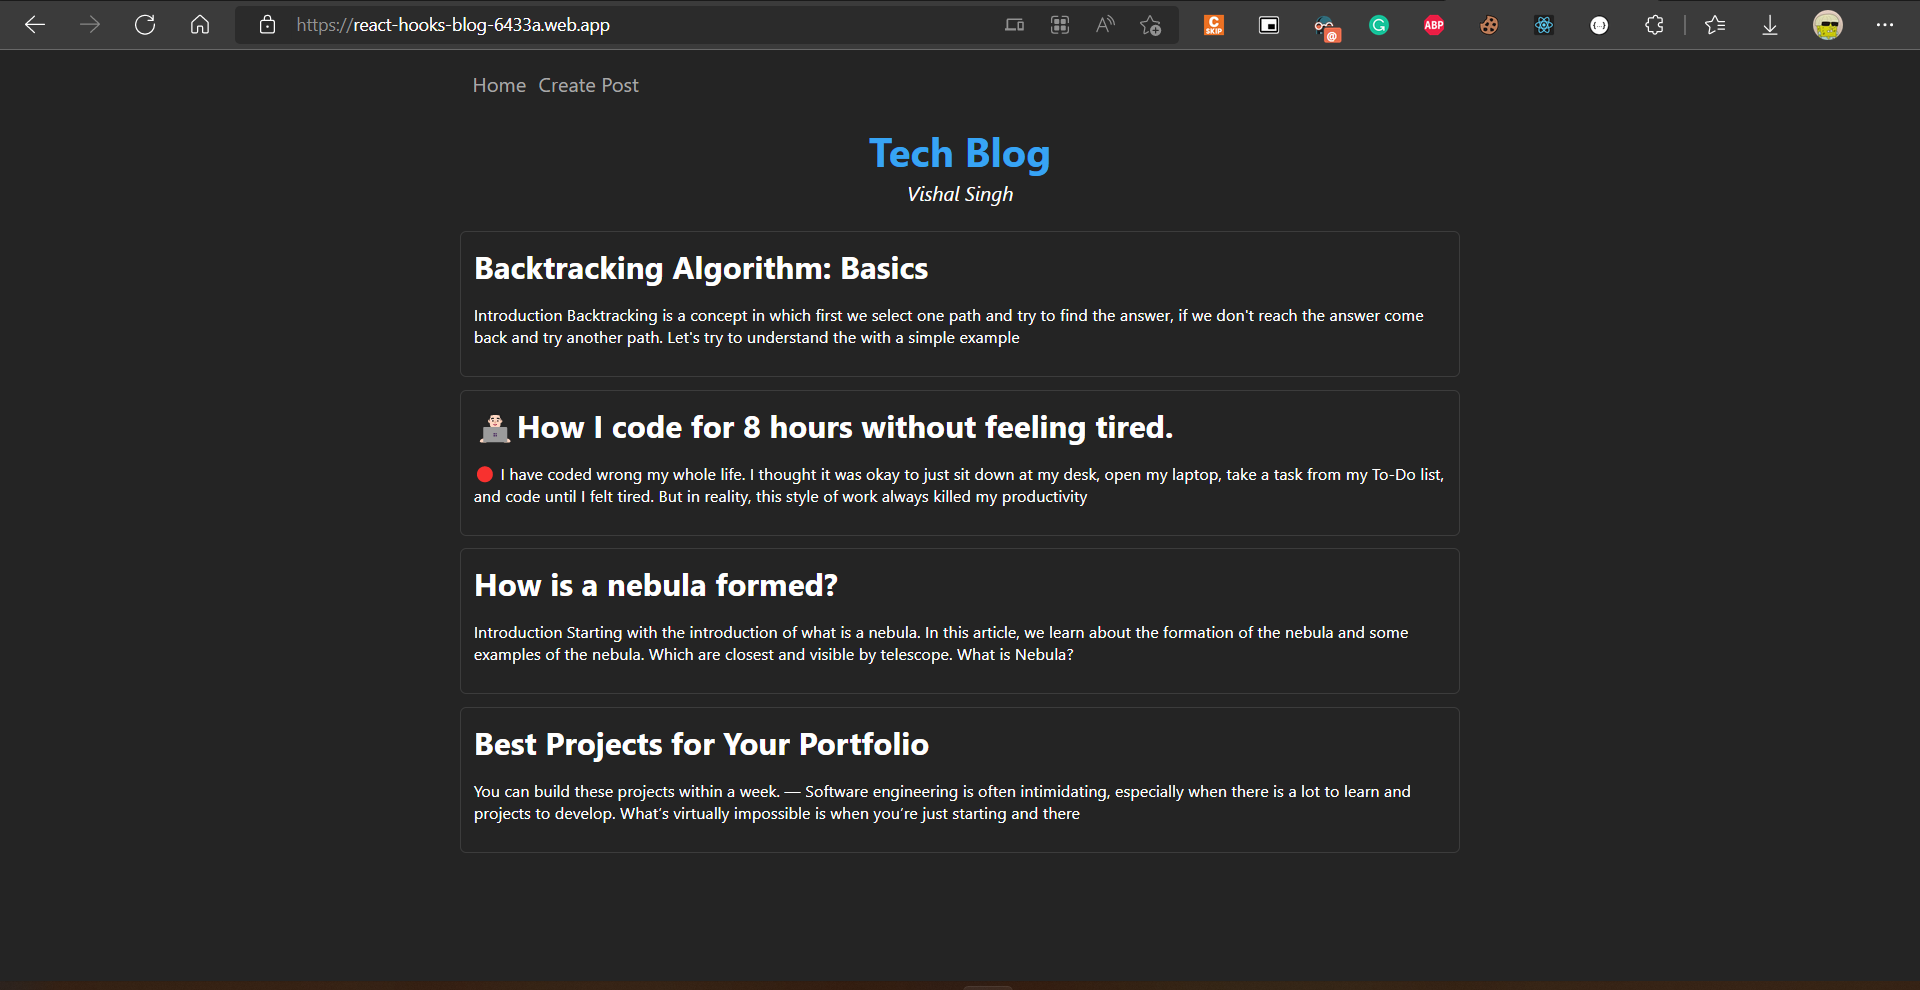 https://react-hooks-blog-6433a.web.app
C
SKIP
@
G
ABP
Home Create Post
Tech Blog
Vishal Singh
Backtracking Algorithm: Basics
Introduction Backtracking is a concept in which first we select one path and try to find the answer, if we don't reach the answer come
back and try another path. Let's try to understand the with a simple example
How I code for 8 hours without feeling tired.
I have coded wrong my whole life. I thought it was okay to just sit down at my desk, open my laptop, take a task from my To-Do list,
and code until I felt tired. But in reality, this style of work always killed my productivity
How is a nebula formed?
Introduction Starting with the introduction of what is a nebula. In this article, we learn about the formation of the nebula and some
examples of the nebula. Which are closest and visible by telescope. What is Nebula?
Best Projects for Your Portfolio
You can build these projects within a week. — Software engineering is often intimidating, especially when there is a lot to learn and
projects to develop. What’s virtually impossible is when you’re just starting and there